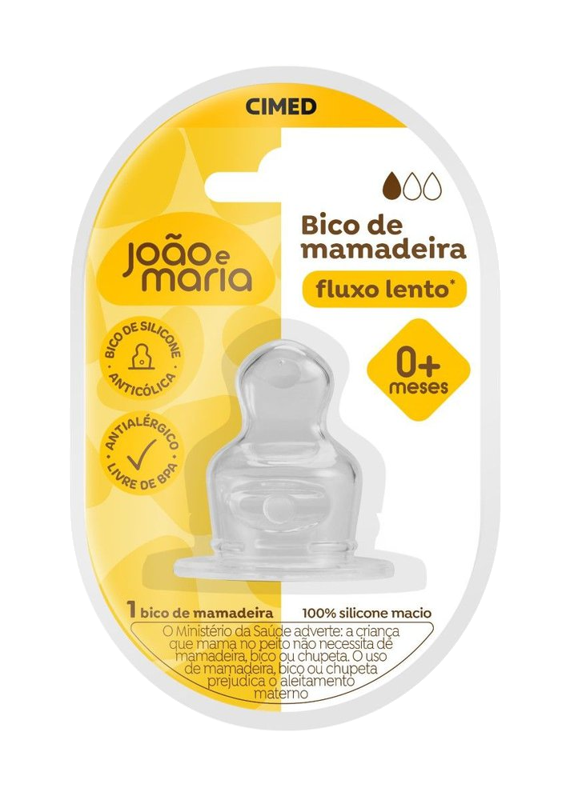 CIMED
joão e
maria
Bico de
mamadeira
fluxo lento*
0+
meses
BICO DE SILICONE
ANTICÓLICA
ANTIALÉRGICO
LIVRE DE BPA
1 bico de mamadeira
100% silicone macio
O Ministério da Saúde adverte: a criança
que mama no peito não necessita de
mamadeira, bico ou chupeta. O uso
de mamadeira, bico ou chupeta
prejudica o aleitamento
materno